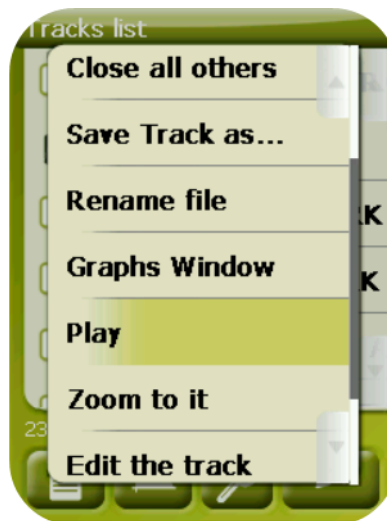 Tracks list
Close all others
Save Track as...
Rename file
K
Graphs Window
K
Play
Zoom to it
23
Edit the track